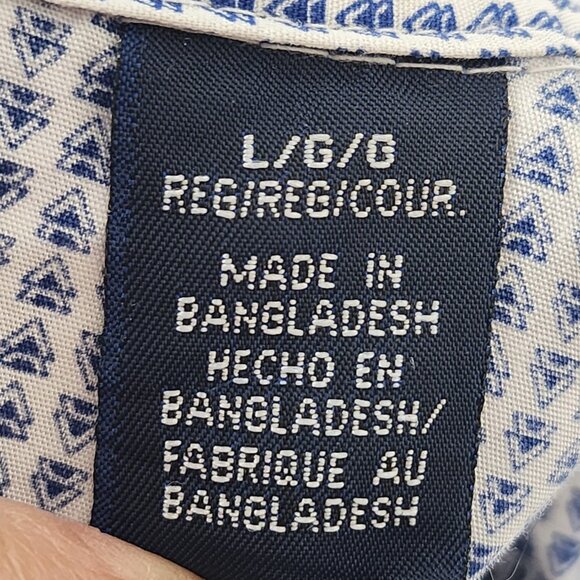 L/G/G
REG/REG/COUR.
MADE IN
BANGLADESH
HECHO EN
BANGLADESH/
FABRIQUE AU
BANGLADESH